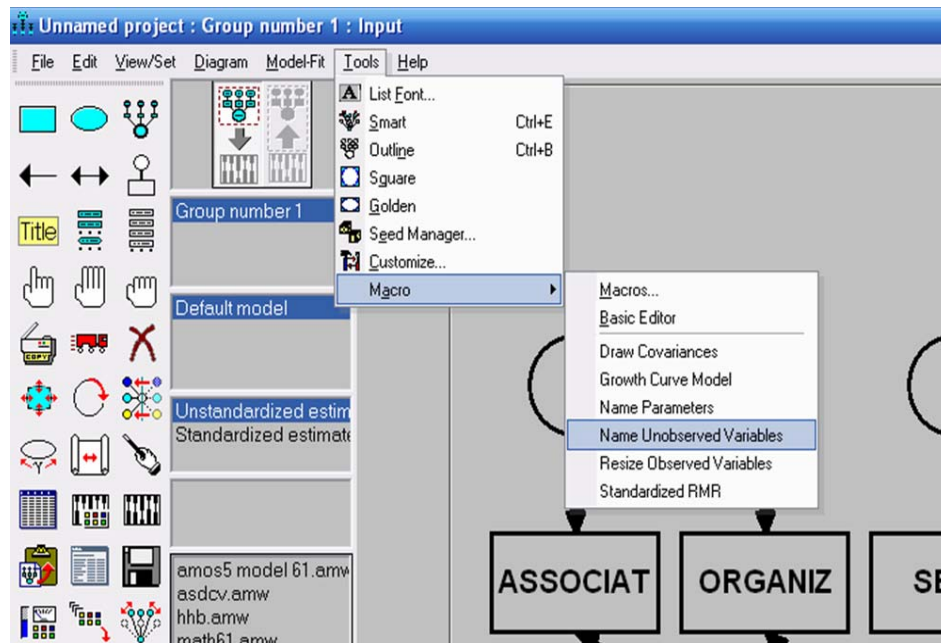 Unnamed project : Group number 1 : Input
File Edit View/Set Diagram Model-Fit Tools Help
List Font...
Smart Ctrl+E
Outline Ctrl+B
Square
Golden
Seed Manager...
Customize...
Macro
Macros...
Basic Editor
Draw Covariances
Growth Curve Model
Name Parameters
Name Unobserved Variables
Resize Observed Variables
Standardized RMR
Title
COPY
Group number 1
Default model
Unstandardized estim
Standardized estimate
amos5 model 61.amw
asdcv.amw
hhb.amw
math61.amw
ASSOCIAT
ORGANIZ